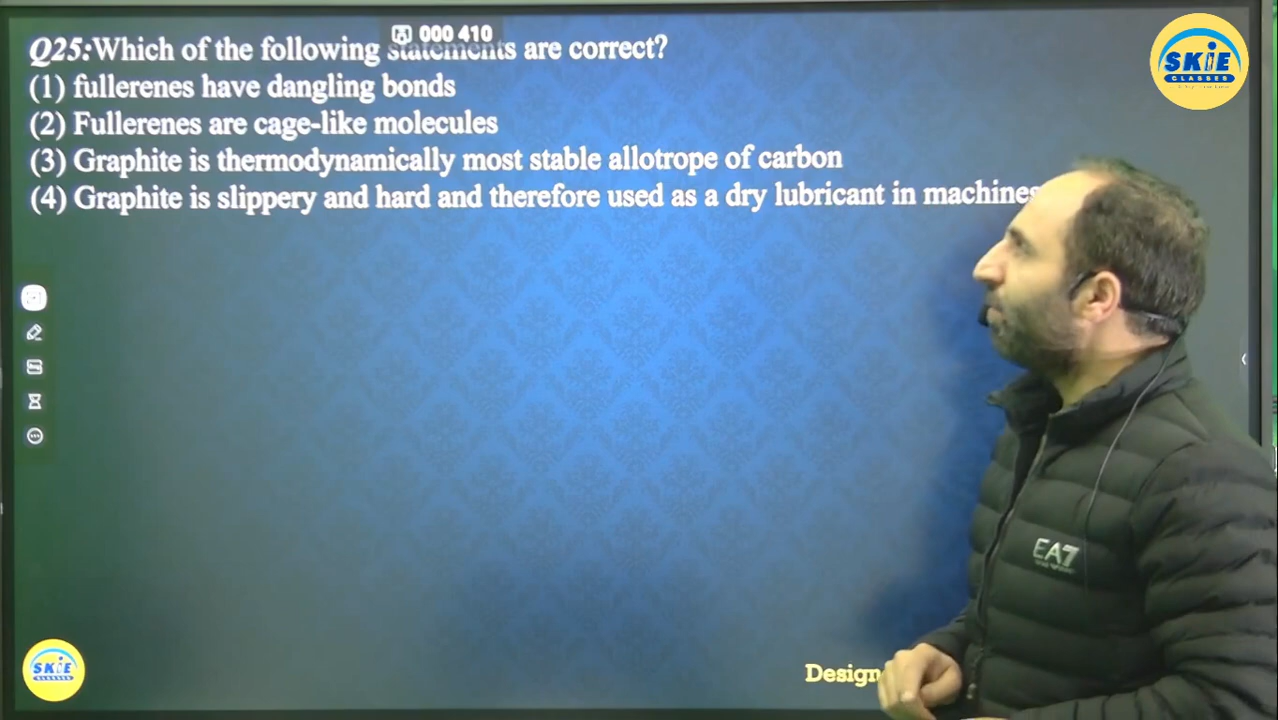 000 410
Q25:Which of the following statements are correct?
(1) fullerenes have dangling bonds
(2) Fullerenes are cage-like molecules
(3) Graphite is thermodynamically most stable allotrope of carbon
(4) Graphite is slippery and hard and therefore used as a dry lubricant in machines
SKiE
CLASSES
EA7
SKiE
CLASSES
Design